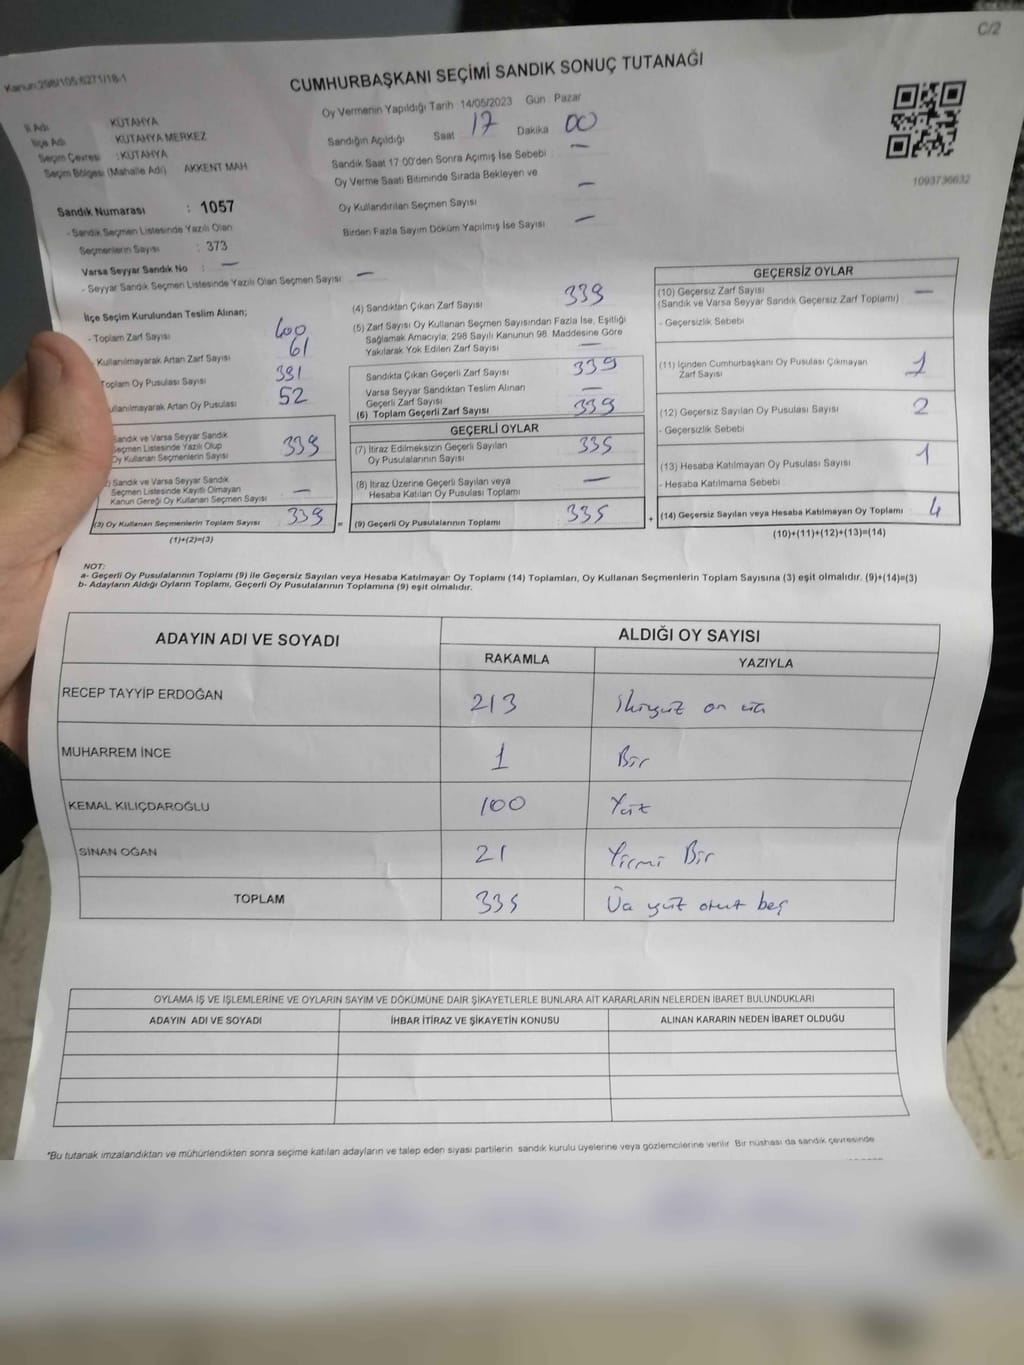 C/2
Kanun:298/105;6271/18-1
CUMHURBAŞKANI SEÇİMİ SANDIK SONUÇ TUTANAĞI
İl Adı : KÜTAHYA
İlçe Adı : KÜTAHYA MERKEZ
Seçim Çevresi : KÜTAHYA
Seçim Bölgesi (Mahalle Adı) AKKENT MAH
Sandık Numarası : 1057
- Sandık Seçmen Listesinde Yazılı Olan
Seçmenlerin Sayısı : 373
Varsa Seyyar Sandık No : —
- Seyyar Sandık Seçmen Listesinde Yazılı Olan Seçmen Sayısı —
Oy Vermenin Yapıldığı Tarih :14/05/2023 Gün : Pazar
Sandığın Açıldığı Saat 17 Dakika 00
Sandık Saat 17:00'den Sonra Açımış İse Sebebi —
Oy Verme Saati Bitiminde Sırada Bekleyen ve
Oy Kullandırılan Seçmen Sayısı —
Birden Fazla Sayım Döküm Yapılmış İse Sayısı —
1093736632
İlçe Seçim Kurulundan Teslim Alınan;
- Toplam Zarf Sayısı 400
- Kullanılmayarak Artan Zarf Sayısı 61
Toplam Oy Pusulası Sayısı 391
Kullanılmayarak Artan Oy Pusulası 52
Sandık ve Varsa Seyyar Sandık
Seçmen Listesinde Yazılı Olup
Oy Kullanan Seçmenlerin Sayısı 339
) Sandık ve Varsa Seyyar Sandık
Seçmen Listesinde Kayıtlı Olmayan
Kanun Gereği Oy Kullanan Seçmen Sayısı —
(3) Oy Kullanan Seçmenlerin Toplam Sayısı 339
(1)+(2)=(3)
(4) Sandıktan Çıkan Zarf Sayısı 339
(5) Zarf Sayısı Oy Kullanan Seçmen Sayısından Fazla İse, Eşitliği
Sağlamak Amacıyla; 298 Sayılı Kanunun 98. Maddesine Göre
Yakılarak Yok Edilen Zarf Sayısı —
Sandıkta Çıkan Geçerli Zarf Sayısı 339
Varsa Seyyar Sandıktan Teslim Alınan
Geçerli Zarf Sayısı —
(6) Toplam Geçerli Zarf Sayısı 339
GEÇERLİ OYLAR
(7) İtiraz Edilmeksizin Geçerli Sayılan
Oy Pusulalarının Sayısı 335
(8) İtiraz Üzerine Geçerli Sayılan veya
Hesaba Katılan Oy Pusulası Toplamı —
= (9) Geçerli Oy Pusulalarının Toplamı 335
GEÇERSİZ OYLAR
(10) Geçersiz Zarf Sayısı —
(Sandık ve Varsa Seyyar Sandık Geçersiz Zarf Toplamı)
- Geçersizlik Sebebi
(11) İçinden Cumhurbaşkanı Oy Pusulası Çıkmayan
Zarf Sayısı 1
(12) Geçersiz Sayılan Oy Pusulası Sayısı 2
- Geçersizlik Sebebi
(13) Hesaba Katılmayan Oy Pusulası Sayısı 1
- Hesaba Katılmama Sebebi
+ (14) Geçersiz Sayılan veya Hesaba Katılmayan Oy Toplamı 4
(10)+(11)+(12)+(13)=(14)
NOT:
a- Geçerli Oy Pusulalarının Toplamı (9) ile Geçersiz Sayılan veya Hesaba Katılmayan Oy Toplamı (14) Toplamları, Oy Kullanan Seçmenlerin Toplam Sayısına (3) eşit olmalıdır. (9)+(14)=(3)
b- Adayların Aldığı Oyların Toplamı, Geçerli Oy Pusulalarının Toplamına (9) eşit olmalıdır.
ADAYIN ADI VE SOYADI ALDIĞI OY SAYISI
RAKAMLA YAZIYLA
RECEP TAYYİP ERDOĞAN 213 ikiyüz on üç
MUHARREM İNCE 1 Bir
KEMAL KILIÇDAROĞLU 100 Yüz
SİNAN OĞAN 21 Yirmi Bir
TOPLAM 335 Üç yüz otuz beş
OYLAMA İŞ VE İŞLEMLERİNE VE OYLARIN SAYIM VE DÖKÜMÜNE DAİR ŞİKAYETLERLE BUNLARA AİT KARARLARIN NELERDEN İBARET BULUNDUKLARI
ADAYIN ADI VE SOYADI İHBAR İTİRAZ VE ŞİKAYETİN KONUSU ALINAN KARARIN NEDEN İBARET OLDUĞU
*Bu tutanak imzalandıktan ve mühürlendikten sonra seçime katılan adayların ve talep eden siyasi partilerin sandık kurulu üyelerine veya gözlemcilerine verilir. Bir nüshası da sandık çevresinde